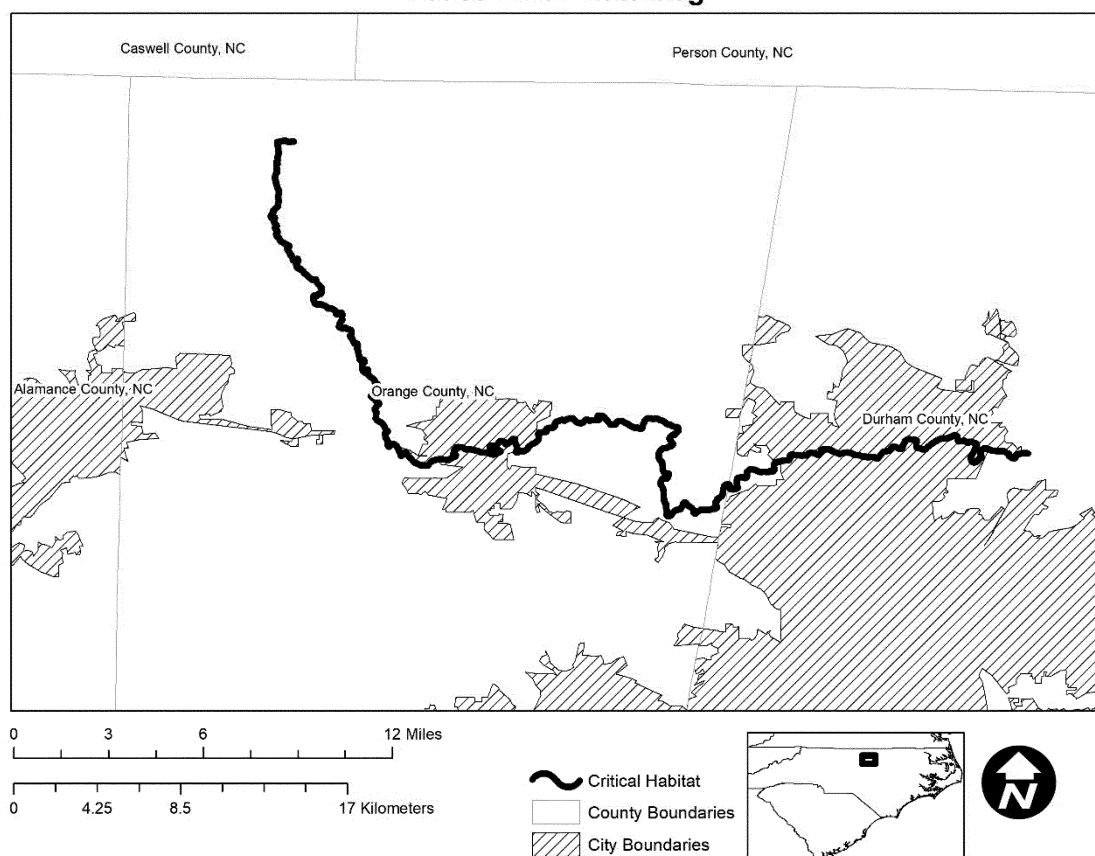 Caswell County, NC
Person County, NC
Alamance County, NC
Orange County, NC
Durham County, NC
0 3 6 12 Miles
0 4.25 8.5 17 Kilometers
Critical Habitat
County Boundaries
City Boundaries
N